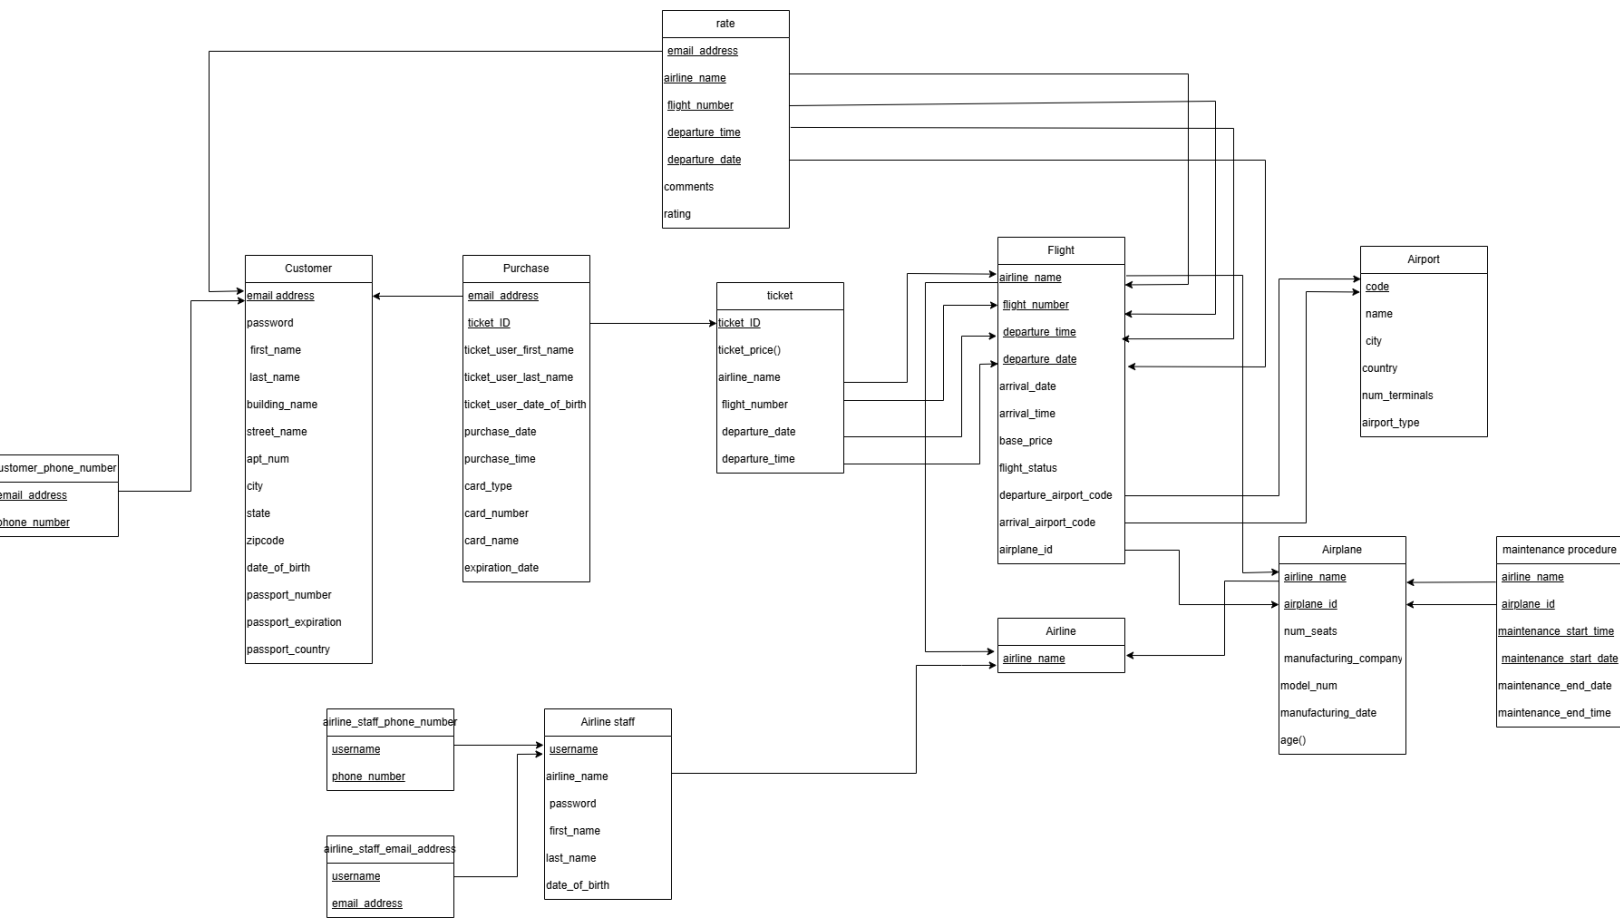 rate
email_address
airline_name
flight_number
departure_time
departure_date
comments
rating
Customer
email address
password
first_name
last_name
building_name
street_name
apt_num
city
state
zipcode
date_of_birth
passport_number
passport_expiration
passport_country
Purchase
email_address
ticket_ID
ticket_user_first_name
ticket_user_last_name
ticket_user_date_of_birth
purchase_date
purchase_time
card_type
card_number
card_name
expiration_date
ticket
ticket_ID
ticket_price()
airline_name
flight_number
departure_date
departure_time
Flight
airline_name
flight_number
departure_time
departure_date
arrival_date
arrival_time
base_price
flight_status
departure_airport_code
arrival_airport_code
airplane_id
Airport
code
name
city
country
num_terminals
airport_type
ustomer_phone_number
email_address
phone_number
Airplane
airline_name
airplane_id
num_seats
manufacturing_company
model_num
manufacturing_date
age()
maintenance procedure
airline_name
airplane_id
maintenance_start_time
maintenance_start_date
maintenance_end_date
maintenance_end_time
Airline
airline_name
airline_staff_phone_number
username
phone_number
Airline staff
username
airline_name
password
first_name
last_name
date_of_birth
airline_staff_email_address
username
email_address